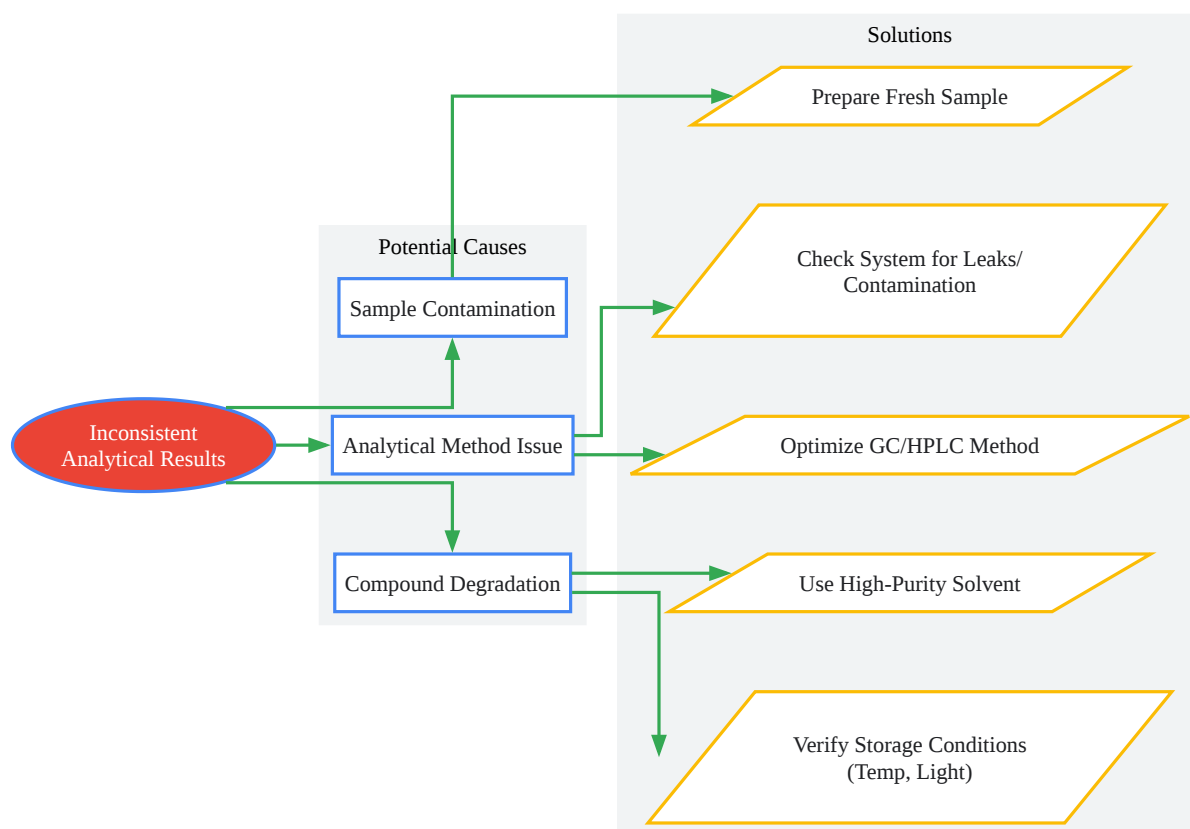 Solutions
Prepare Fresh Sample
Potential Causes
Check System for Leaks/
Contamination
Sample Contamination
Inconsistent
Analytical Results
Analytical Method Issue
Optimize GC/HPLC Method
Compound Degradation
Use High-Purity Solvent
Verify Storage Conditions
(Temp, Light)